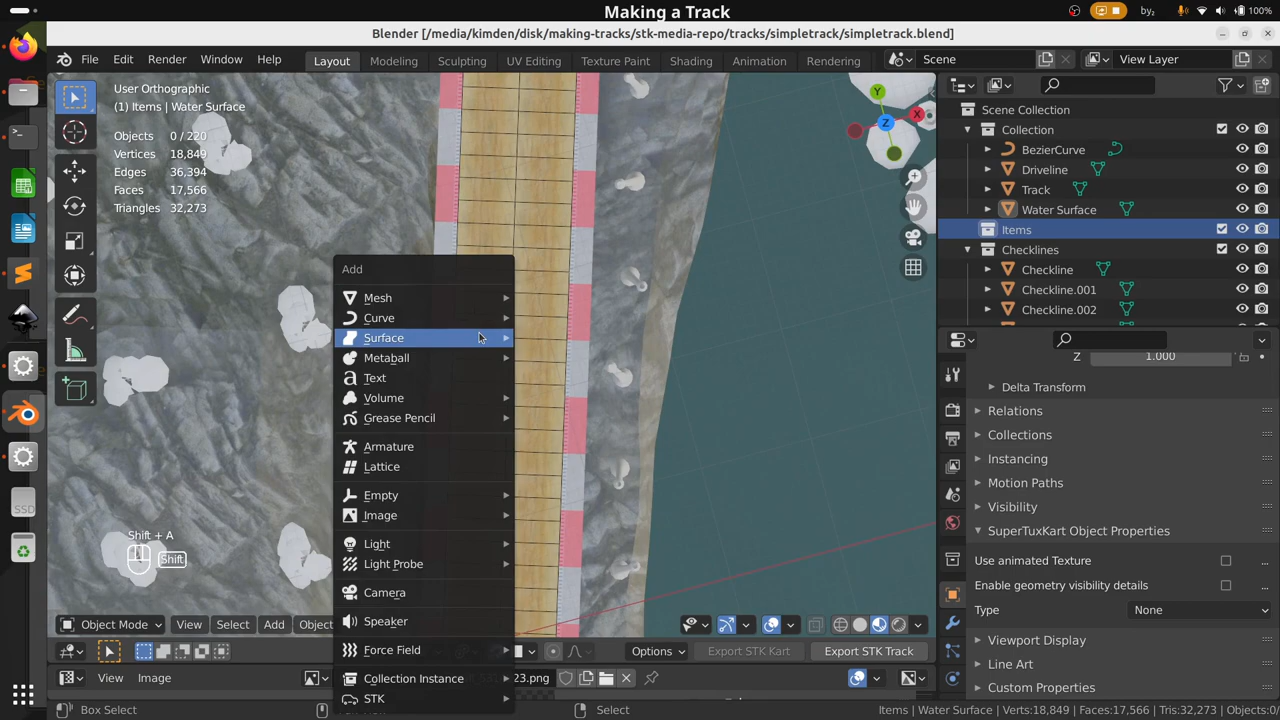 Making a Track
by₂
100%
Blender [/media/kimden/disk/making-tracks/stk-media-repo/tracks/simpletrack/simpletrack.blend]
File Edit Render Window Help
Layout Modeling Sculpting UV Editing Texture Paint Shading Animation Rendering
Scene
View Layer
User Orthographic
(1) Items | Water Surface
Objects 0 / 220
Vertices 18,849
Edges 36,394
Faces 17,566
Triangles 32,273
Y
X
Z
Add
Mesh
Curve
Surface
Metaball
Text
Volume
Grease Pencil
Armature
Lattice
Empty
Image
Light
Light Probe
Camera
Speaker
Force Field
Collection Instance
STK
Shift + A
Shift
Scene Collection
Collection
BezierCurve
Driveline
Track
Water Surface
Items
Checklines
Checkline
Checkline.001
Checkline.002
Z 1.000
Delta Transform
Relations
Collections
Instancing
Motion Paths
Visibility
SuperTuxKart Object Properties
Use animated Texture ...
Enable geometry visibility details ...
Type None
Viewport Display
Line Art
Custom Properties
Object Mode View Select Add Object
Options Export STK Kart Export STK Track
View Image
23.png
SSD
Box Select
Select
Items | Water Surface | Verts:18,849 | Faces:17,566 | Tris:32,273 | Objects:0/